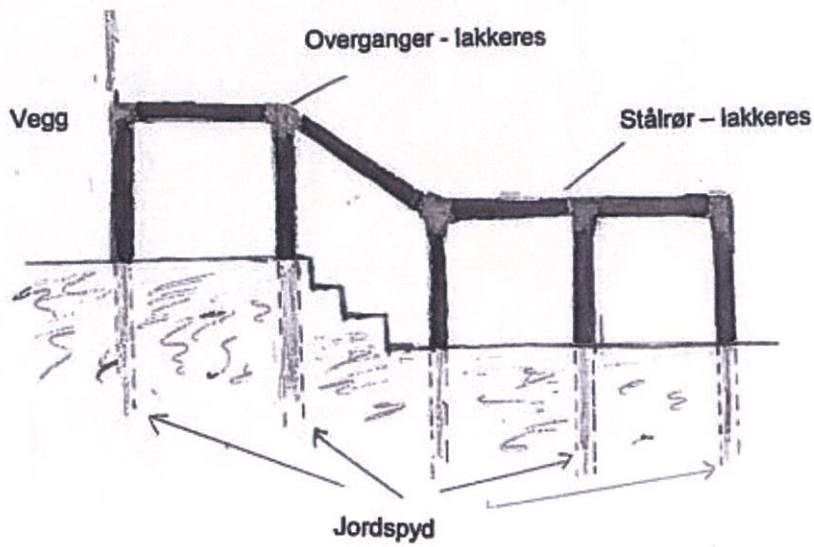 Overganger - lakkeres
Vegg
Stålrør – lakkeres
Jordspyd